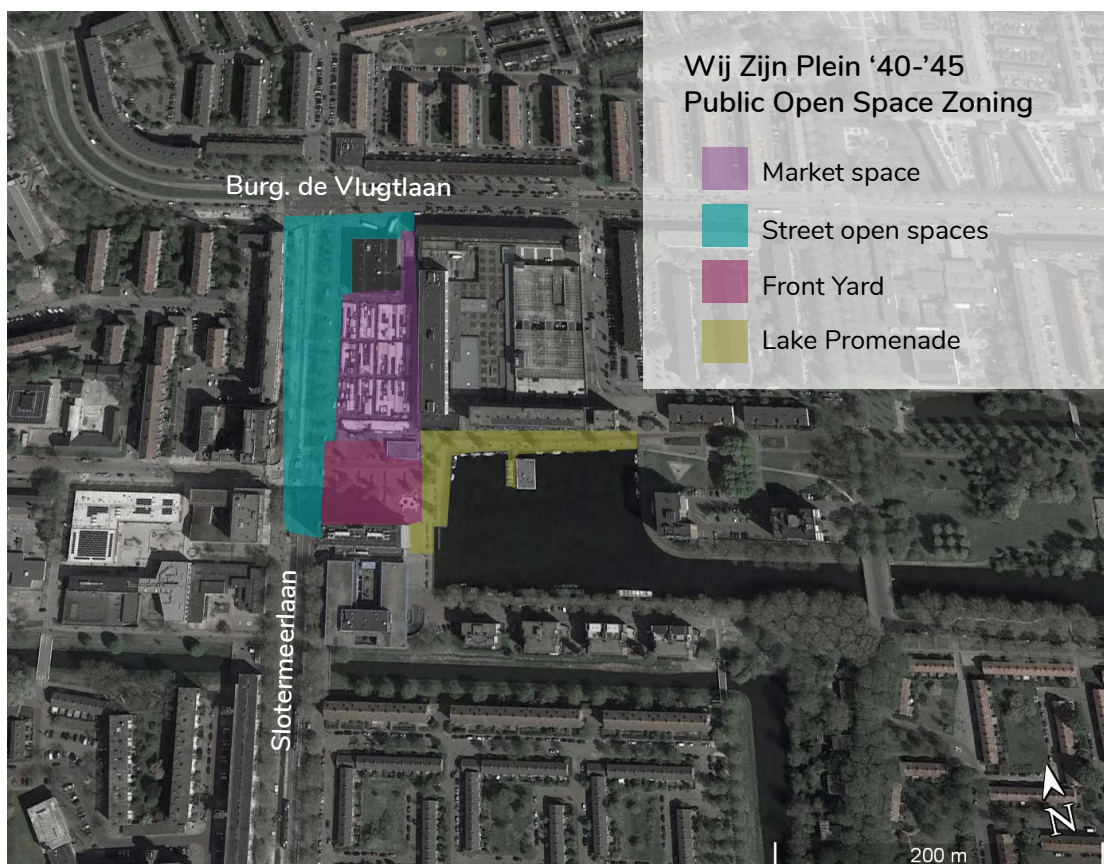 Wij Zijn Plein ‘40-’45
Public Open Space Zoning
Market space
Street open spaces
Front Yard
Lake Promenade
Burg. de Vlugtlaan
Slotermeerlaan
N
200 m